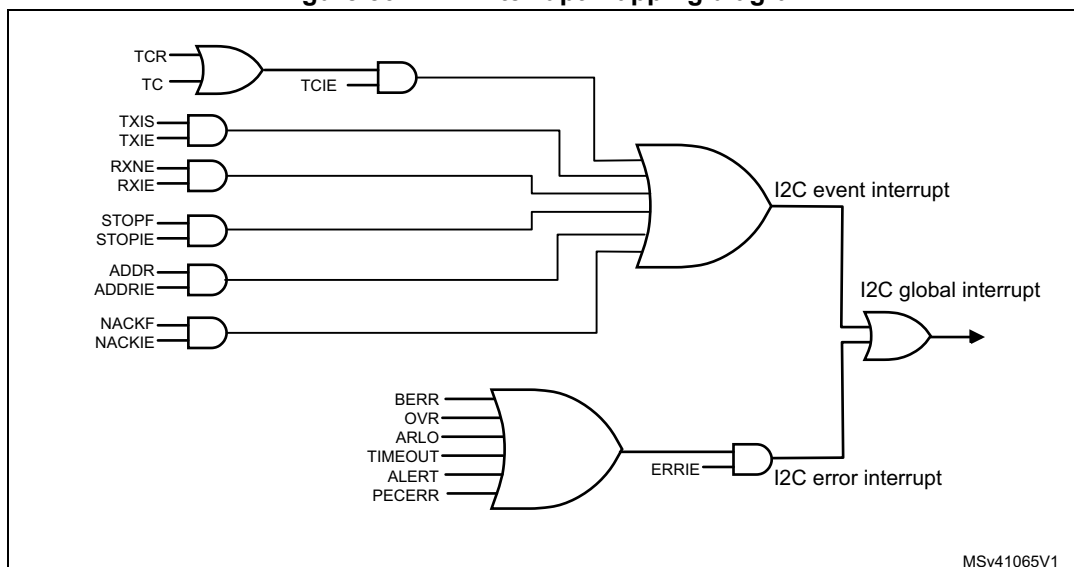 TCR
TC
TCIE
TXIS
TXIE
RXNE
RXIE
STOPF
STOPIE
ADDR
ADDRIE
NACKF
NACKIE
I2C event interrupt
I2C global interrupt
BERR
OVR
ARLO
TIMEOUT
ALERT
PECERR
ERRIE
I2C error interrupt
MSv41065V1